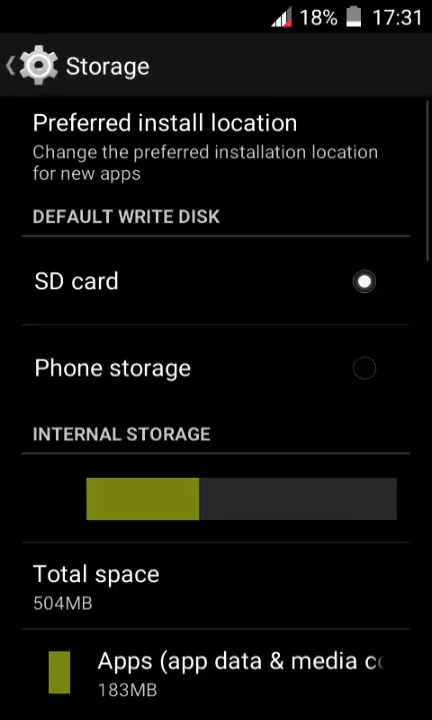 18% 17:31
Storage
Preferred install location
Change the preferred installation location
for new apps
DEFAULT WRITE DISK
SD card
Phone storage
INTERNAL STORAGE
Total space
504MB
Apps (app data & media c
183MB